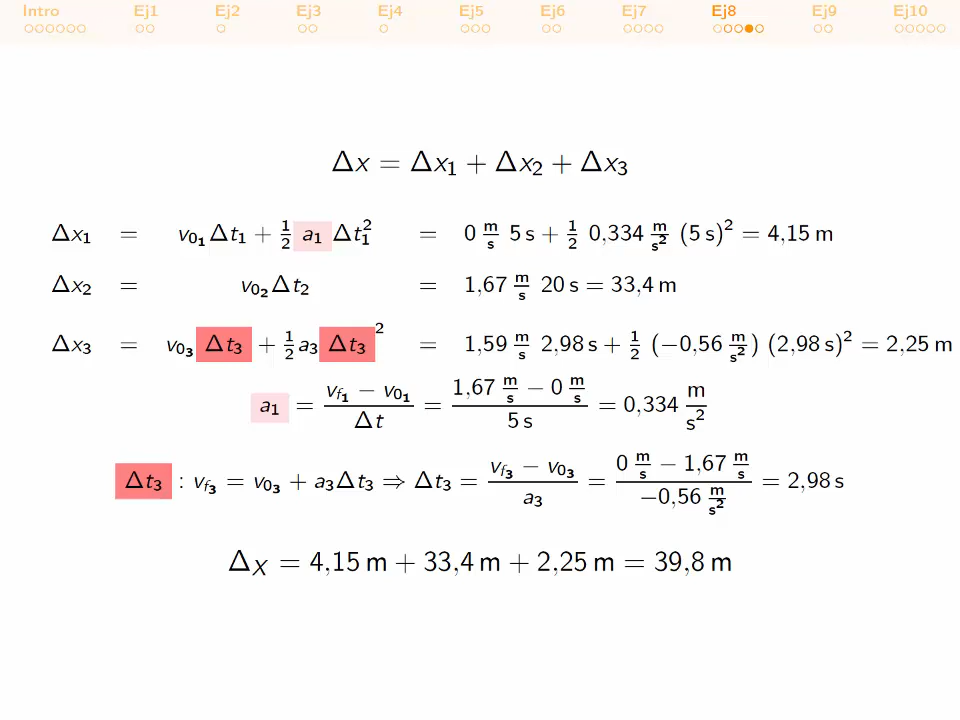 Intro Ej1 Ej2 Ej3 Ej4 Ej5 Ej6 Ej7 Ej8 Ej9 Ej10
Δx = Δx₁ + Δx₂ + Δx₃
Δx₁ = v₀₁Δt₁ + ½ a₁ Δt₁² = 0 m/s 5 s + ½ 0,334 m/s² (5 s)² = 4,15 m
Δx₂ = v₀₂Δt₂ = 1,67 m/s 20 s = 33,4 m
Δx₃ = v₀₃ Δt₃ + ½a₃ Δt₃ ² = 1,59 m/s 2,98 s + ½ (−0,56 m/s²) (2,98 s)² = 2,25 m
a₁ = (v_f₁ − v₀₁)/Δt = (1,67 m/s − 0 m/s)/(5 s) = 0,334 m/s²
Δt₃ : v_f₃ = v₀₃ + a₃Δt₃ ⇒ Δt₃ = (v_f₃ − v₀₃)/a₃ = (0 m/s − 1,67 m/s)/(−0,56 m/s²) = 2,98 s
Δ_X = 4,15 m + 33,4 m + 2,25 m = 39,8 m